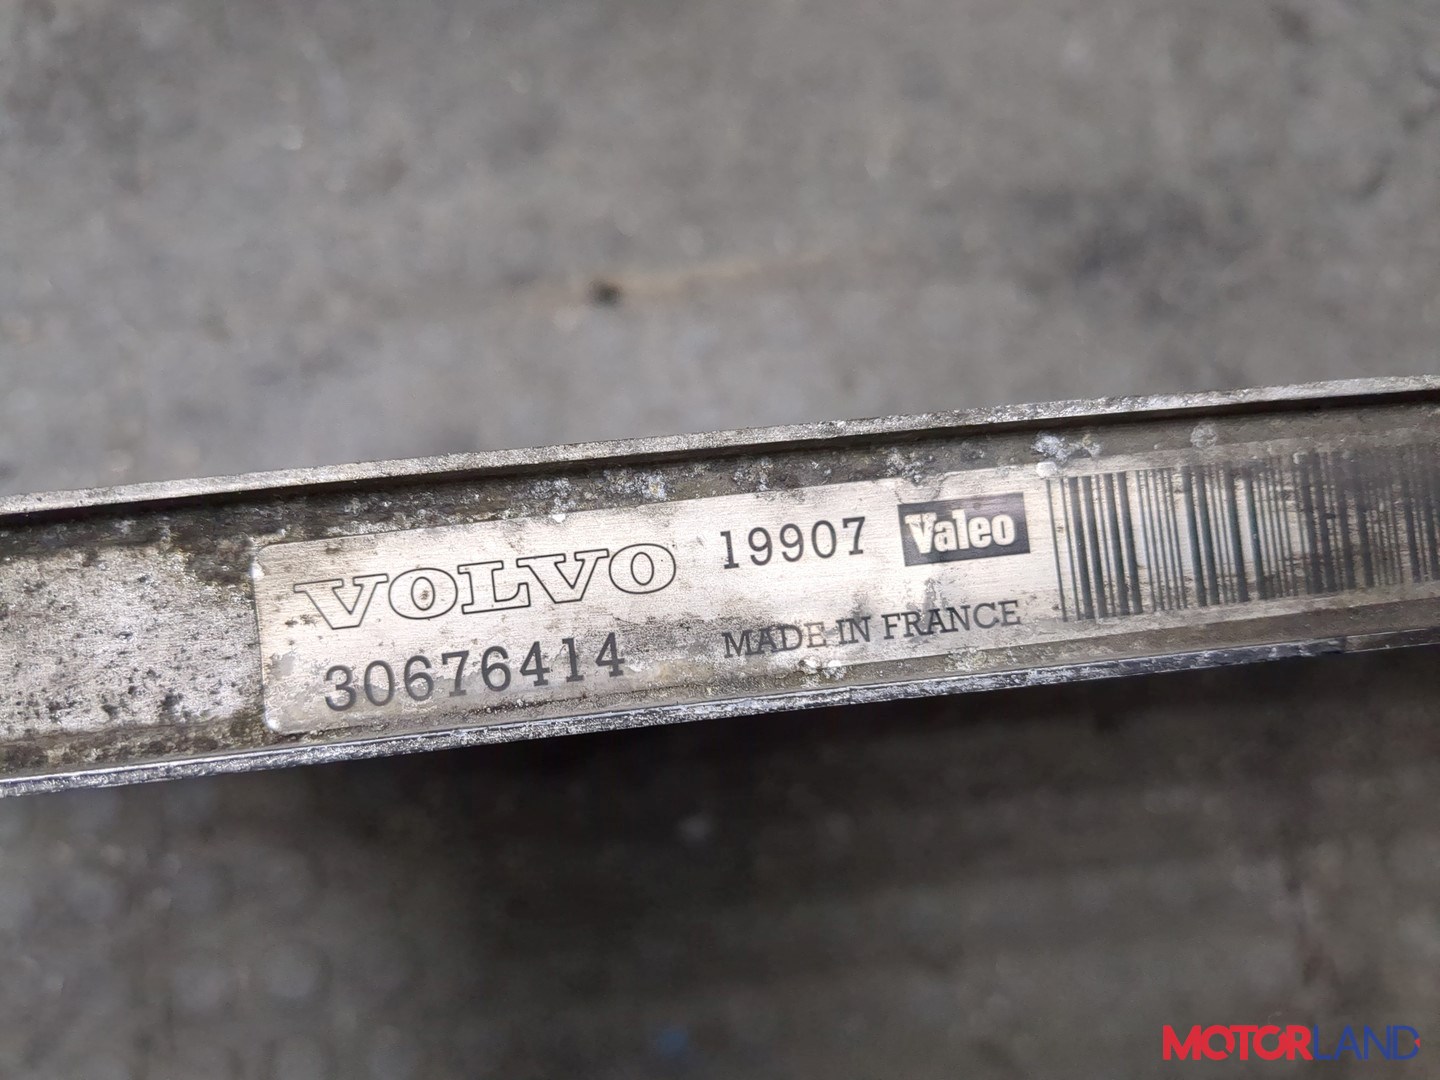 VOLVO 19907 Valeo
30676414 MADE IN FRANCE
MOTORLAND